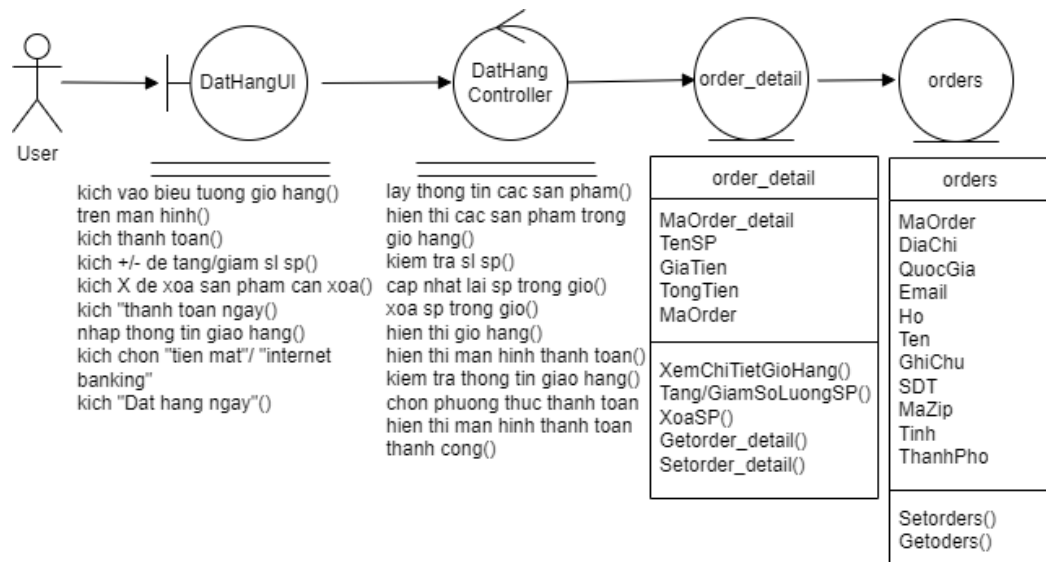 User
DatHangUI
DatHang
Controller
order_detail
orders
kich vao bieu tuong gio hang()
tren man hinh()
kich thanh toan()
kich +/- de tang/giam sl sp()
kich X de xoa san pham can xoa()
kich "thanh toan ngay()
nhap thong tin giao hang()
kich chon "tien mat"/ "internet
banking"
kich "Dat hang ngay"()
lay thong tin cac san pham()
hien thi cac san pham trong
gio hang()
kiem tra sl sp()
cap nhat lai sp trong gio()
xoa sp trong gio()
hien thi gio hang()
hien thi man hinh thanh toan()
kiem tra thong tin giao hang()
chon phuong thuc thanh toan
hien thi man hinh thanh toan
thanh cong()
order_detail
MaOrder_detail
TenSP
GiaTien
TongTien
MaOrder
XemChiTietGioHang()
Tang/GiamSoLuongSP()
XoaSP()
Getorder_detail()
Setorder_detail()
orders
MaOrder
DiaChi
QuocGia
Email
Ho
Ten
GhiChu
SDT
MaZip
Tinh
ThanhPho
Setorders()
Getoders()